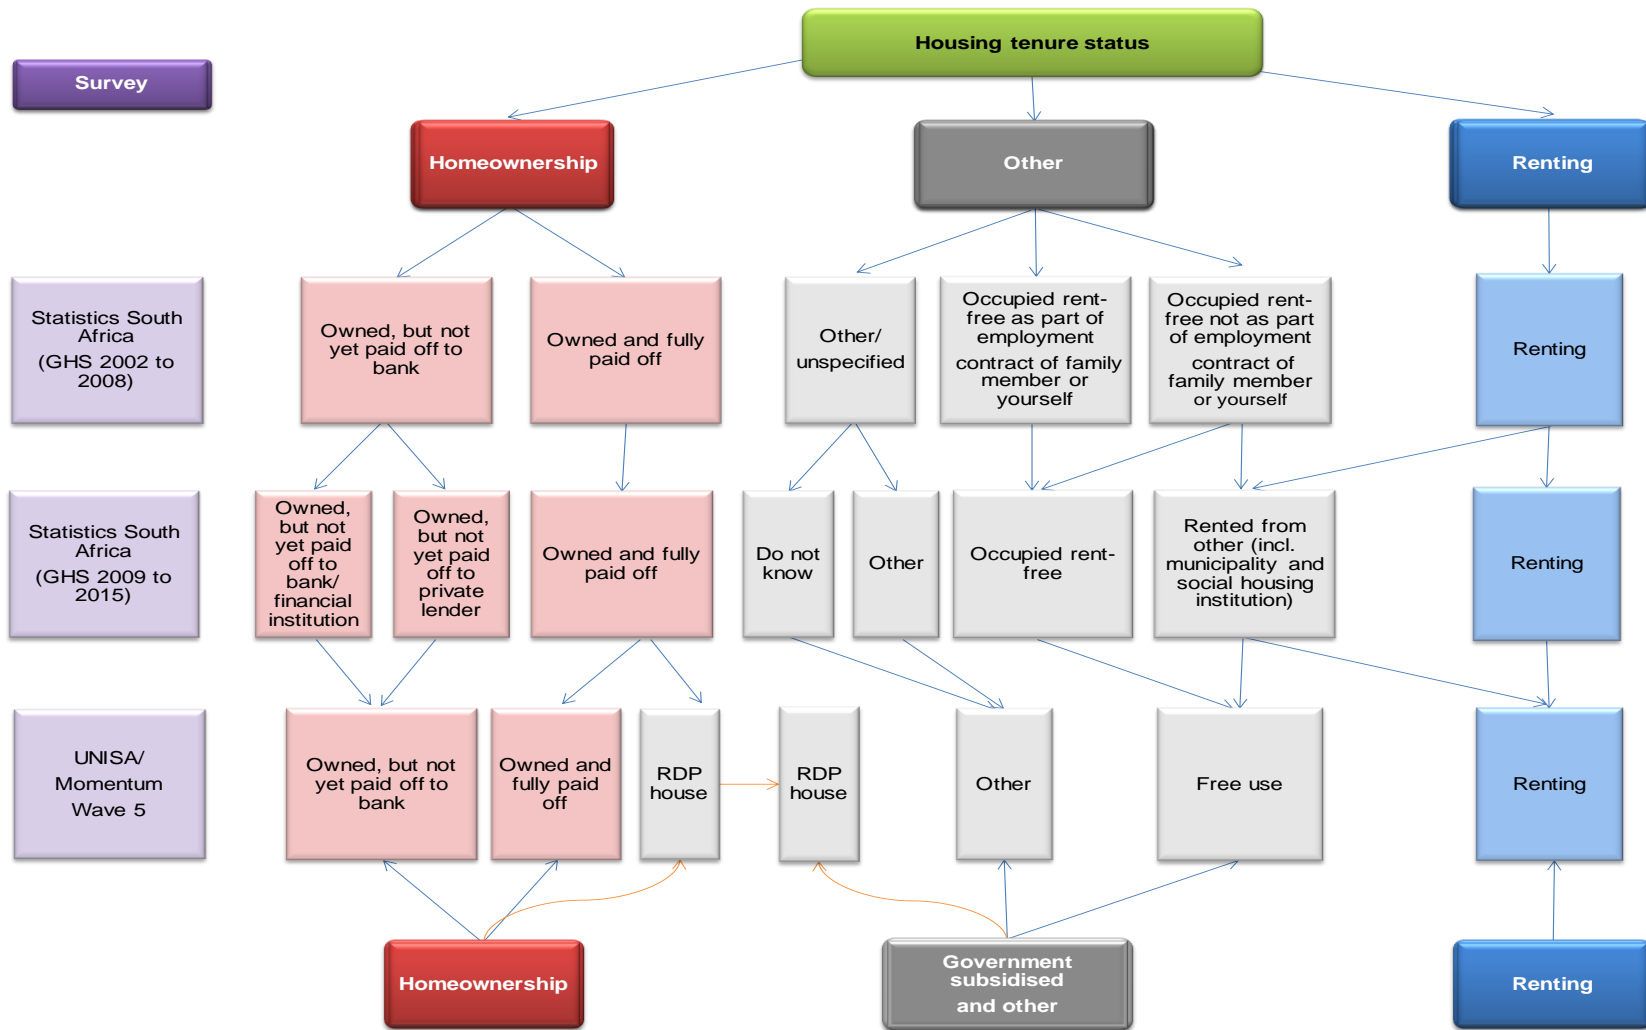 Housing tenure status
Survey
Homeownership
Other
Renting
Statistics South
Africa
(GHS 2002 to
2008)
Owned, but not
yet paid off to
bank
Owned and fully
paid off
Other/
unspecified
Occupied rent-
free as part of
employment
contract of family
member or
yourself
Occupied rent-
free not as part
of employment
contract of
family member
or yourself
Renting
Statistics South
Africa
(GHS 2009 to
2015)
Owned,
but not
yet paid
off to
bank/
financial
institution
Owned,
but not
yet paid
off to
private
lender
Owned and fully
paid off
Do not
know
Other
Occupied rent-
free
Rented from
other (incl.
municipality and
social housing
institution)
Renting
UNISA/
Momentum
Wave 5
Owned, but not
yet paid off to
bank
Owned and
fully paid
off
RDP
house
RDP
house
Other
Free use
Renting
Homeownership
Government
subsidised
and other
Renting